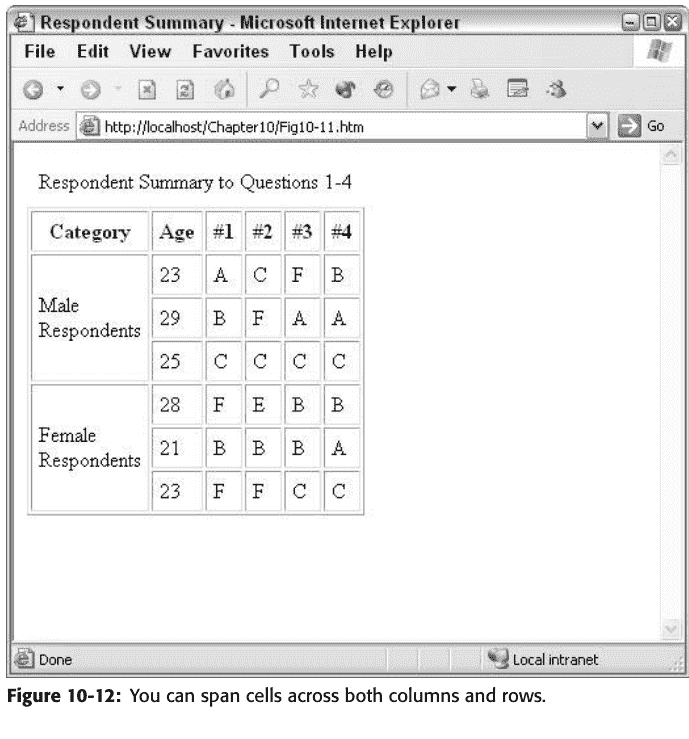 Respondent Summary - Microsoft Internet Explorer
File Edit View Favorites Tools Help
Address http://localhost/Chapter10/Fig10-11.htm Go
Respondent Summary to Questions 1-4
Category Age #1 #2 #3 #4
Male Respondents
23 A C F B
29 B F A A
25 C C C C
Female Respondents
28 F E B B
21 B B B A
23 F F C C
Done Local intranet
Figure 10-12: You can span cells across both columns and rows.